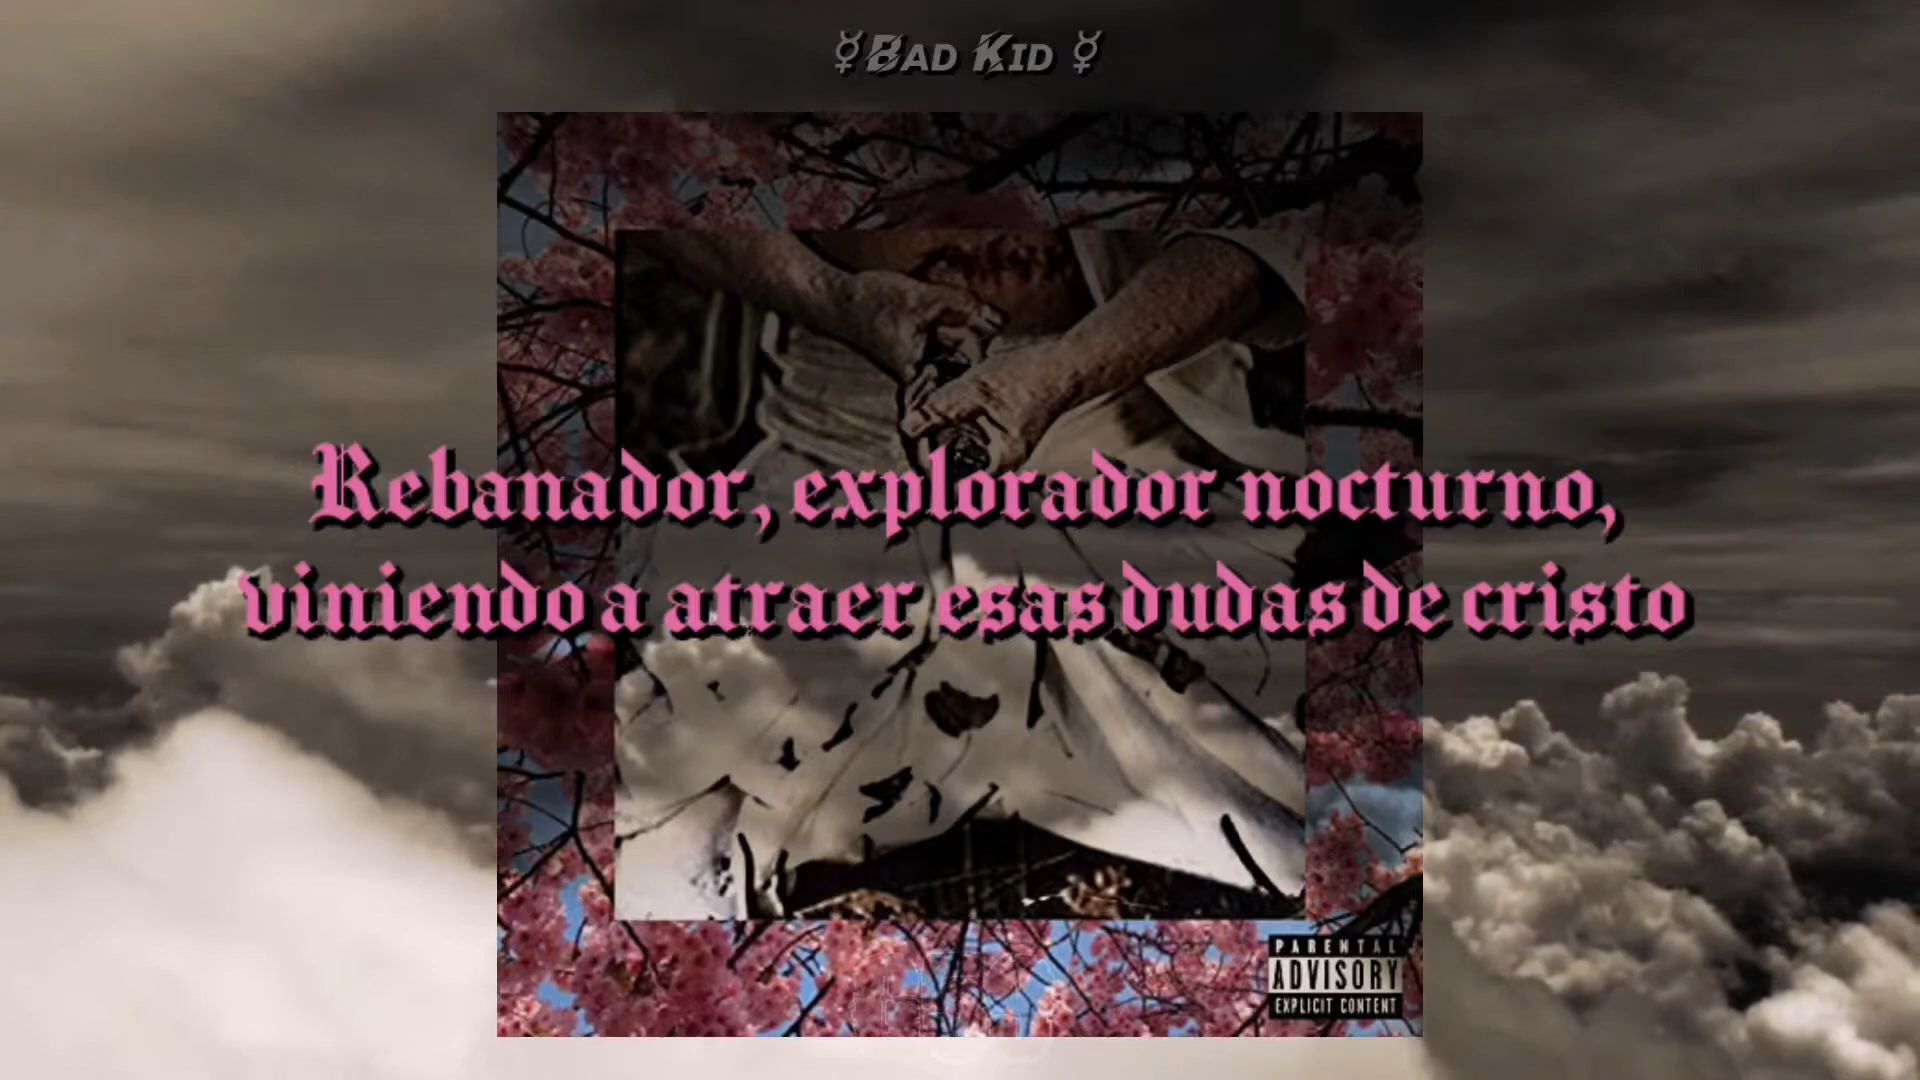 ☿Bad Kid ☿
Rebanador, explorador nocturno,
viniendo a atraer esas dudas de cristo
PARENTAL
ADVISORY
EXPLICIT CONTENT